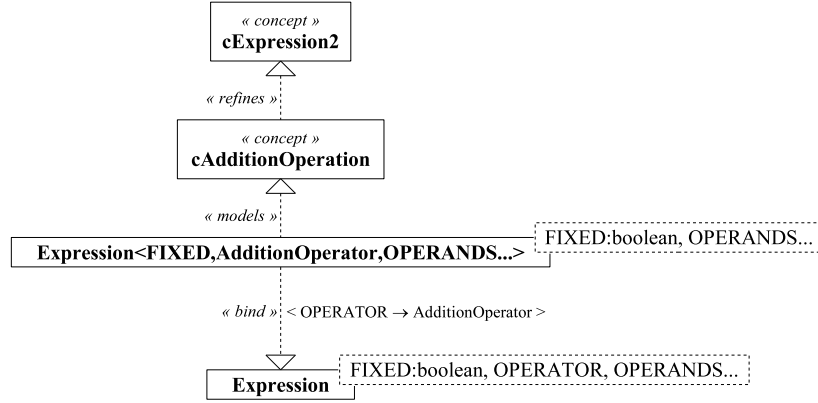 « concept »
cExpression2
« refines »
« concept »
cAdditionOperation
« models »
FIXED:boolean, OPERANDS...
Expression<FIXED,AdditionOperator,OPERANDS...>
« bind » < OPERATOR → AdditionOperator >
FIXED:boolean, OPERATOR, OPERANDS...
Expression